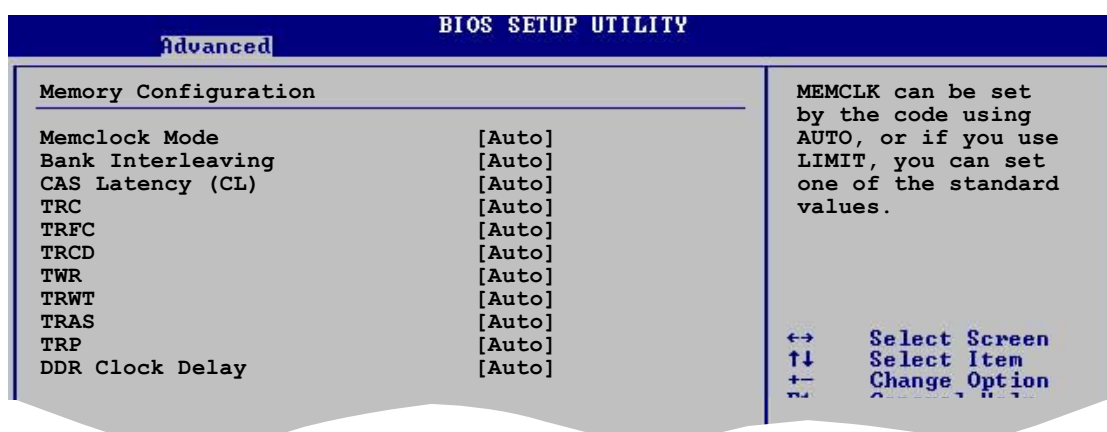 BIOS SETUP UTILITY
Advanced
Memory Configuration
Memclock Mode [Auto]
Bank Interleaving [Auto]
CAS Latency (CL) [Auto]
TRC [Auto]
TRFC [Auto]
TRCD [Auto]
TWR [Auto]
TRWT [Auto]
TRAS [Auto]
TRP [Auto]
DDR Clock Delay [Auto]
MEMCLK can be set
by the code using
AUTO, or if you use
LIMIT, you can set
one of the standard
values.
←→ Select Screen
↑↓ Select Item
+- Change Option